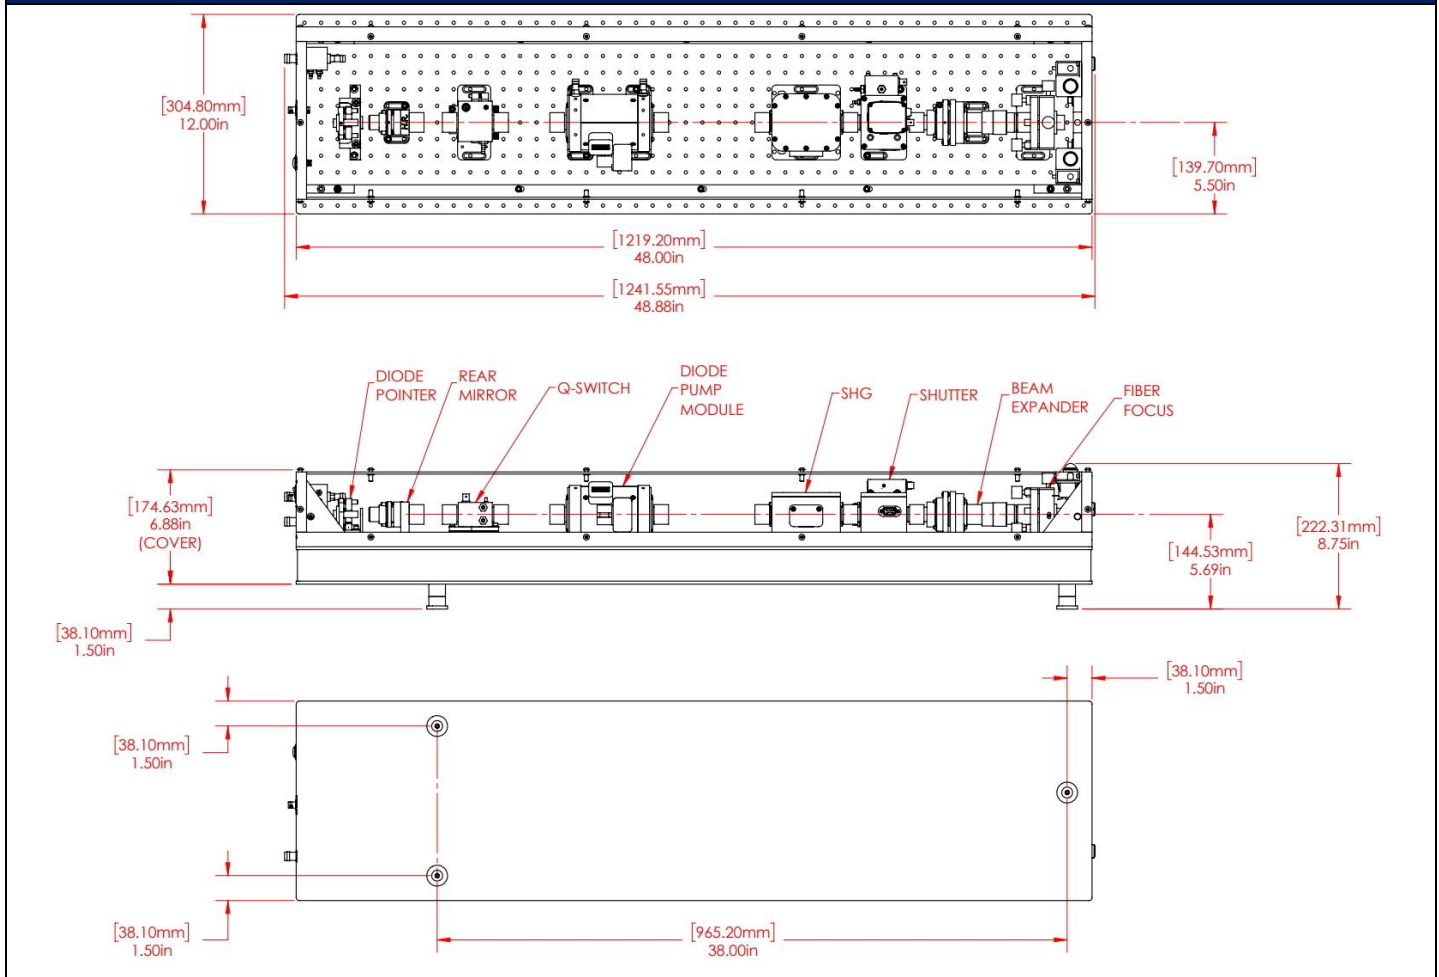 [304.80mm]
12.00in
[139.70mm]
5.50in
[1219.20mm]
48.00in
[1241.55mm]
48.88in
DIODE
POINTER
REAR
MIRROR
Q-SWITCH
DIODE
PUMP
MODULE
SHG
SHUTTER
BEAM
EXPANDER
FIBER
FOCUS
[174.63mm]
6.88in
(COVER)
[222.31mm]
8.75in
[144.53mm]
5.69in
[38.10mm]
1.50in
[38.10mm]
1.50in
[38.10mm]
1.50in
[38.10mm]
1.50in
[965.20mm]
38.00in